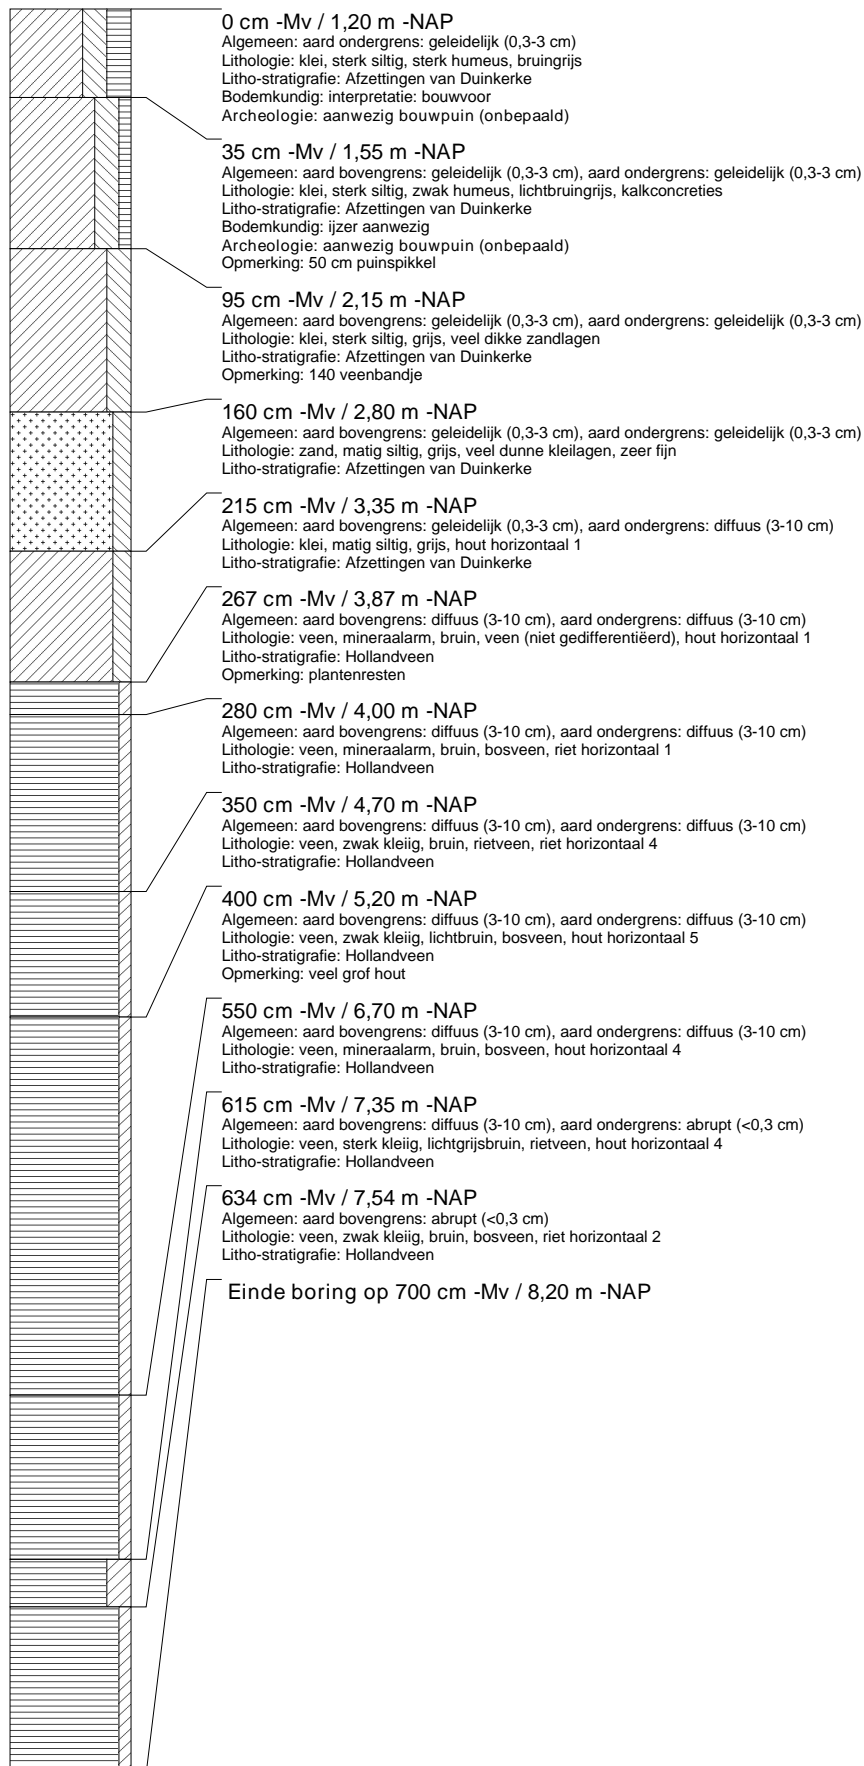 0 cm -Mv / 1,20 m -NAP
Algemeen: aard ondergrens: geleidelijk (0,3-3 cm)
Lithologie: klei, sterk siltig, sterk humeus, bruingrijs
Litho-stratigrafie: Afzettingen van Duinkerke
Bodemkundig: interpretatie: bouwvoor
Archeologie: aanwezig bouwpuin (onbepaald)
35 cm -Mv / 1,55 m -NAP
Algemeen: aard bovengrens: geleidelijk (0,3-3 cm), aard ondergrens: geleidelijk (0,3-3 cm)
Lithologie: klei, sterk siltig, zwak humeus, lichtbruingrijs, kalkconcreties
Litho-stratigrafie: Afzettingen van Duinkerke
Bodemkundig: ijzer aanwezig
Archeologie: aanwezig bouwpuin (onbepaald)
Opmerking: 50 cm puinspikkel
95 cm -Mv / 2,15 m -NAP
Algemeen: aard bovengrens: geleidelijk (0,3-3 cm), aard ondergrens: geleidelijk (0,3-3 cm)
Lithologie: klei, sterk siltig, grijs, veel dikke zandlagen
Litho-stratigrafie: Afzettingen van Duinkerke
Opmerking: 140 veenbandje
160 cm -Mv / 2,80 m -NAP
Algemeen: aard bovengrens: geleidelijk (0,3-3 cm), aard ondergrens: geleidelijk (0,3-3 cm)
Lithologie: zand, matig siltig, grijs, veel dunne kleilagen, zeer fijn
Litho-stratigrafie: Afzettingen van Duinkerke
215 cm -Mv / 3,35 m -NAP
Algemeen: aard bovengrens: geleidelijk (0,3-3 cm), aard ondergrens: diffuus (3-10 cm)
Lithologie: klei, matig siltig, grijs, hout horizontaal 1
Litho-stratigrafie: Afzettingen van Duinkerke
267 cm -Mv / 3,87 m -NAP
Algemeen: aard bovengrens: diffuus (3-10 cm), aard ondergrens: diffuus (3-10 cm)
Lithologie: veen, mineraalarm, bruin, veen (niet gedifferentiëerd), hout horizontaal 1
Litho-stratigrafie: Hollandveen
Opmerking: plantenresten
280 cm -Mv / 4,00 m -NAP
Algemeen: aard bovengrens: diffuus (3-10 cm), aard ondergrens: diffuus (3-10 cm)
Lithologie: veen, mineraalarm, bruin, bosveen, riet horizontaal 1
Litho-stratigrafie: Hollandveen
350 cm -Mv / 4,70 m -NAP
Algemeen: aard bovengrens: diffuus (3-10 cm), aard ondergrens: diffuus (3-10 cm)
Lithologie: veen, zwak kleiig, bruin, rietveen, riet horizontaal 4
Litho-stratigrafie: Hollandveen
400 cm -Mv / 5,20 m -NAP
Algemeen: aard bovengrens: diffuus (3-10 cm), aard ondergrens: diffuus (3-10 cm)
Lithologie: veen, zwak kleiig, lichtbruin, bosveen, hout horizontaal 5
Litho-stratigrafie: Hollandveen
Opmerking: veel grof hout
550 cm -Mv / 6,70 m -NAP
Algemeen: aard bovengrens: diffuus (3-10 cm), aard ondergrens: diffuus (3-10 cm)
Lithologie: veen, mineraalarm, bruin, bosveen, hout horizontaal 4
Litho-stratigrafie: Hollandveen
615 cm -Mv / 7,35 m -NAP
Algemeen: aard bovengrens: diffuus (3-10 cm), aard ondergrens: abrupt (<0,3 cm)
Lithologie: veen, sterk kleiig, lichtgrijsbruin, rietveen, hout horizontaal 4
Litho-stratigrafie: Hollandveen
634 cm -Mv / 7,54 m -NAP
Algemeen: aard bovengrens: abrupt (<0,3 cm)
Lithologie: veen, zwak kleiig, bruin, bosveen, riet horizontaal 2
Litho-stratigrafie: Hollandveen
Einde boring op 700 cm -Mv / 8,20 m -NAP